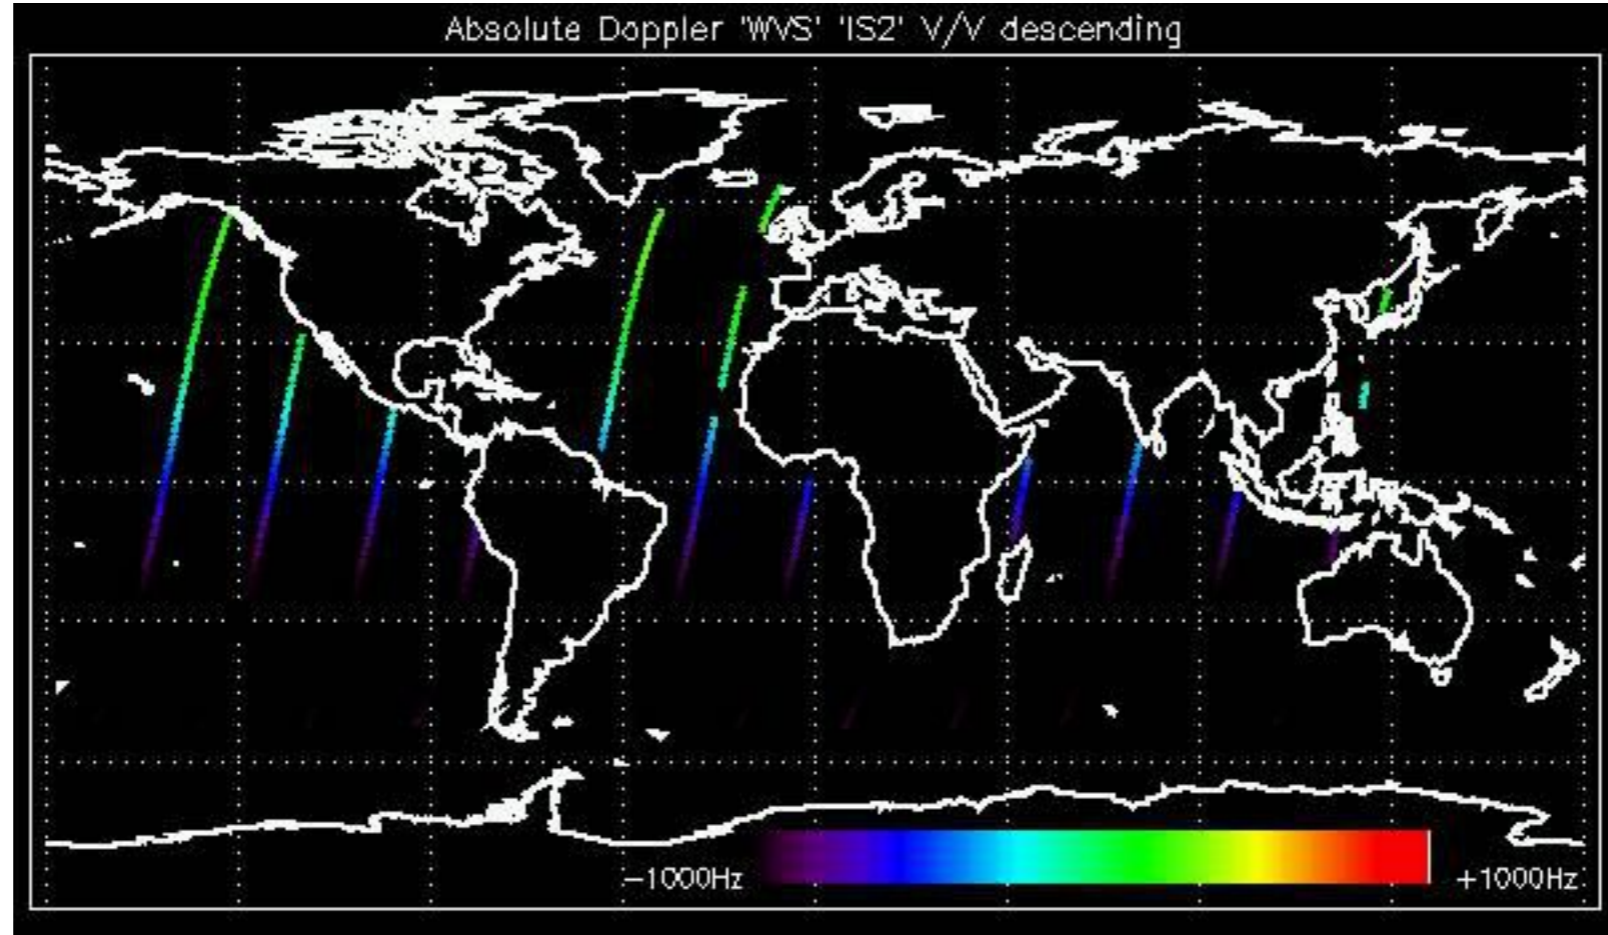 Absolute Doppler 'WVS' 'IS2' V/V descending
-1000Hz
+1000Hz